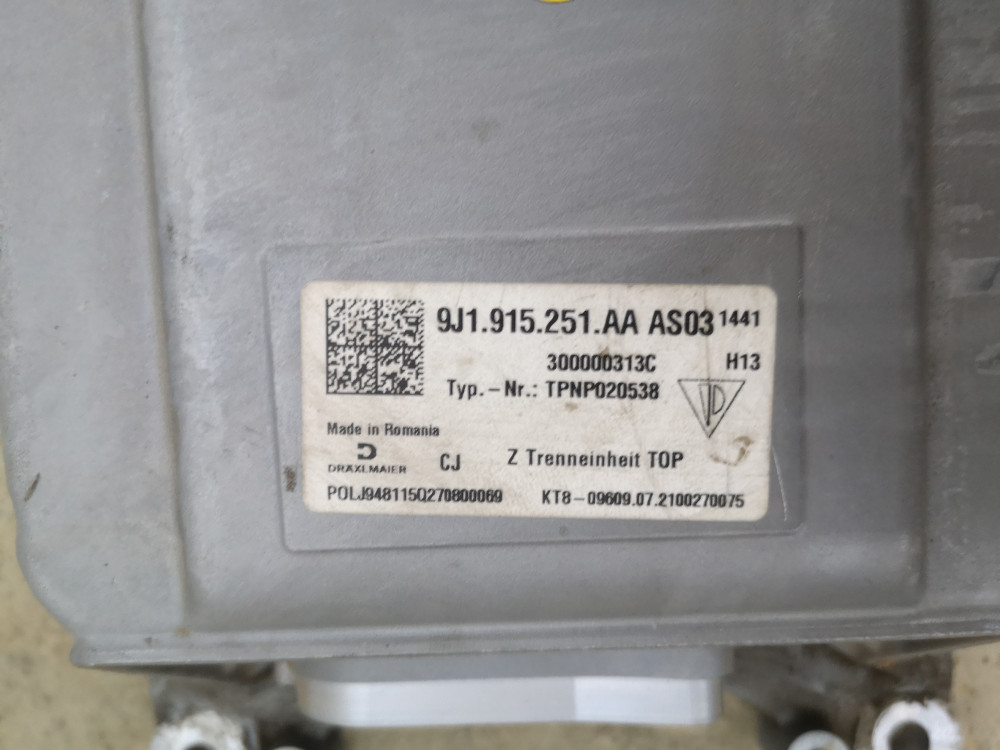 9J1.915.251.AA AS03 1441
300000313C H13
Typ.-Nr.: TPNP020538
Made in Romania
DRÄXLMAIER CJ Z Trenneinheit TOP
POLJ948115Q270800069 KT8-09609.07.2100270075